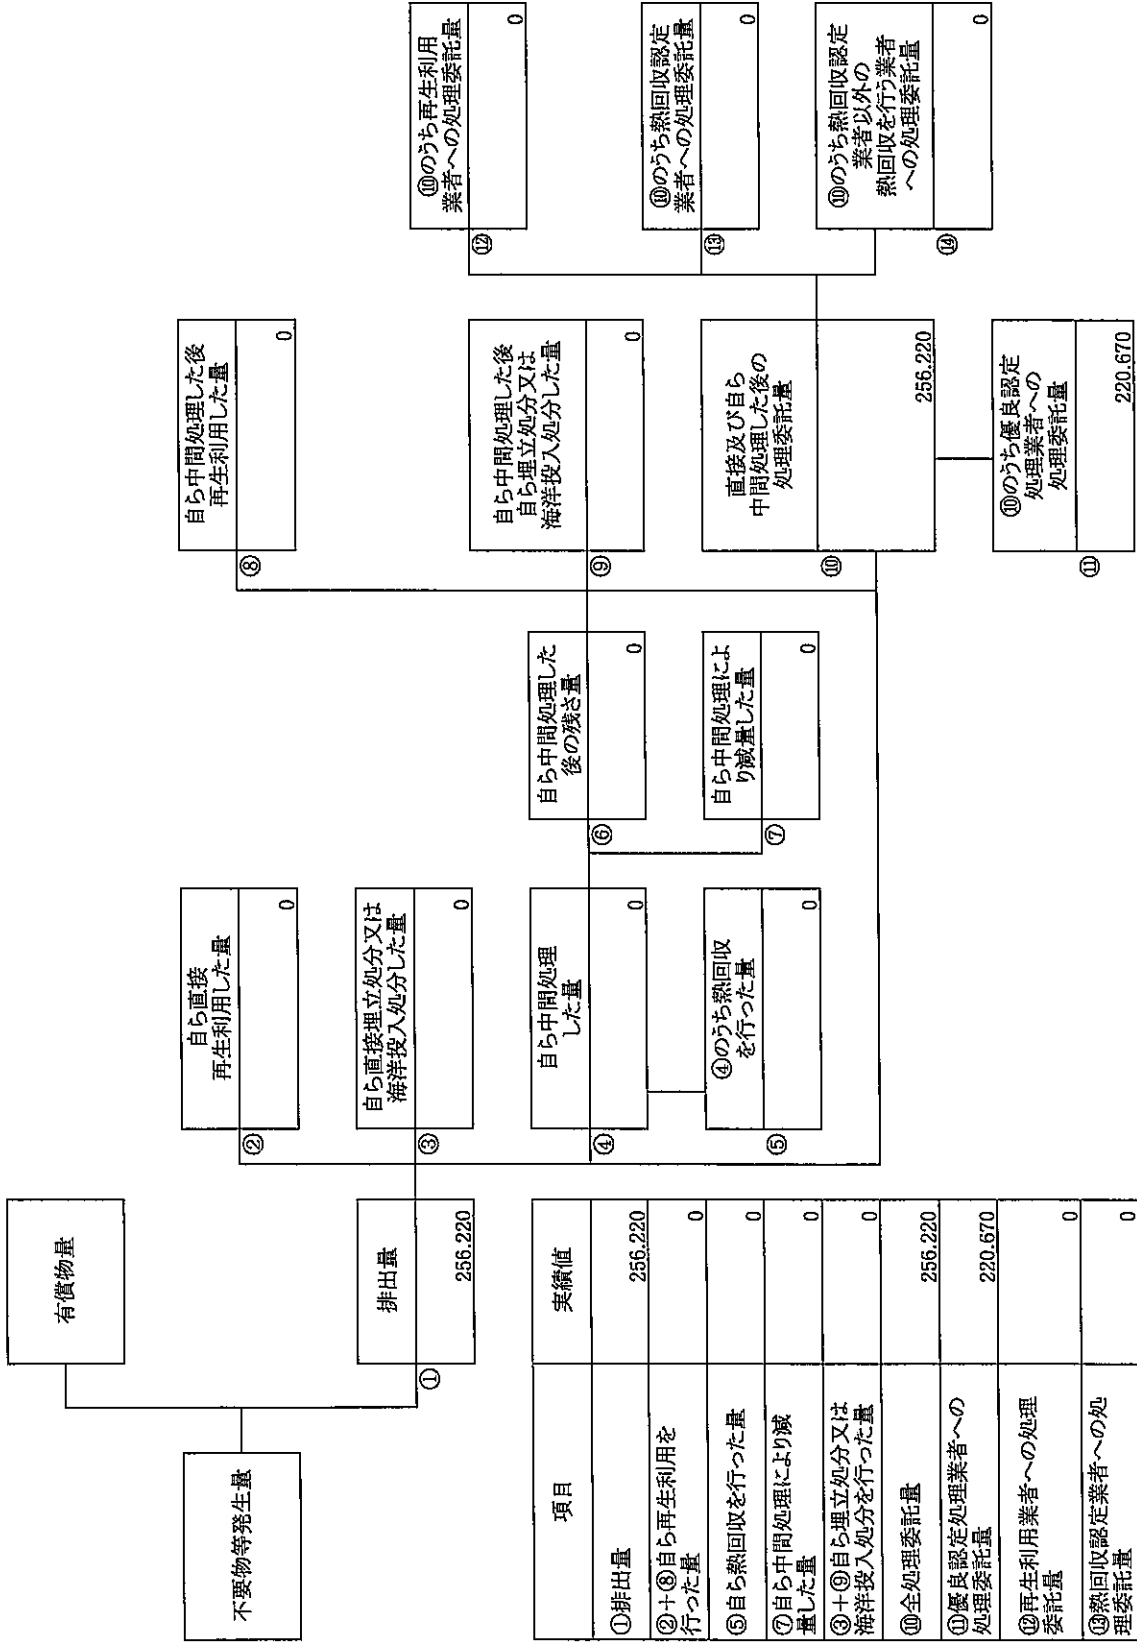 有償物量
不要物等発生量
①
排出量
256.220
②
自ら直接
再生利用した量
0
③
自ら直接埋立処分又は
海洋投入処分した量
0
④
自ら中間処理
した量
0
⑤
④のうち熱回収
を行った量
0
⑥
自ら中間処理した
後の残さ量
0
⑦
自ら中間処理によ
り減量した量
0
⑧
自ら中間処理した後
再生利用した量
0
⑨
自ら中間処理した後
自ら埋立処分又は
海洋投入処分した量
0
⑩
直接及び自ら
中間処理した後の
処理委託量
256.220
⑪
⑩のうち優良認定
処理業者への
処理委託量
220.670
⑫
⑩のうち再生利用
業者への処理委託量
0
⑬
⑩のうち熱回収認定
業者への処理委託量
0
⑭
⑩のうち熱回収認定
業者以外の
熱回収を行う業者
への処理委託量
0
項目 実績値
①排出量 256.220
②+⑧自ら再生利用を
行った量 0
⑤自ら熱回収を行った量 0
⑦自ら中間処理により減
量した量 0
③+⑨自ら埋立処分又は
海洋投入処分を行った量 0
⑩全処理委託量 256.220
⑪優良認定処理業者への
処理委託量 220.670
⑫再生利用業者への処理
委託量 0
⑬熱回収認定業者への処
理委託量 0